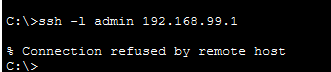 C:\>ssh -l admin 192.168.99.1
% Connection refused by remote host
C:\>